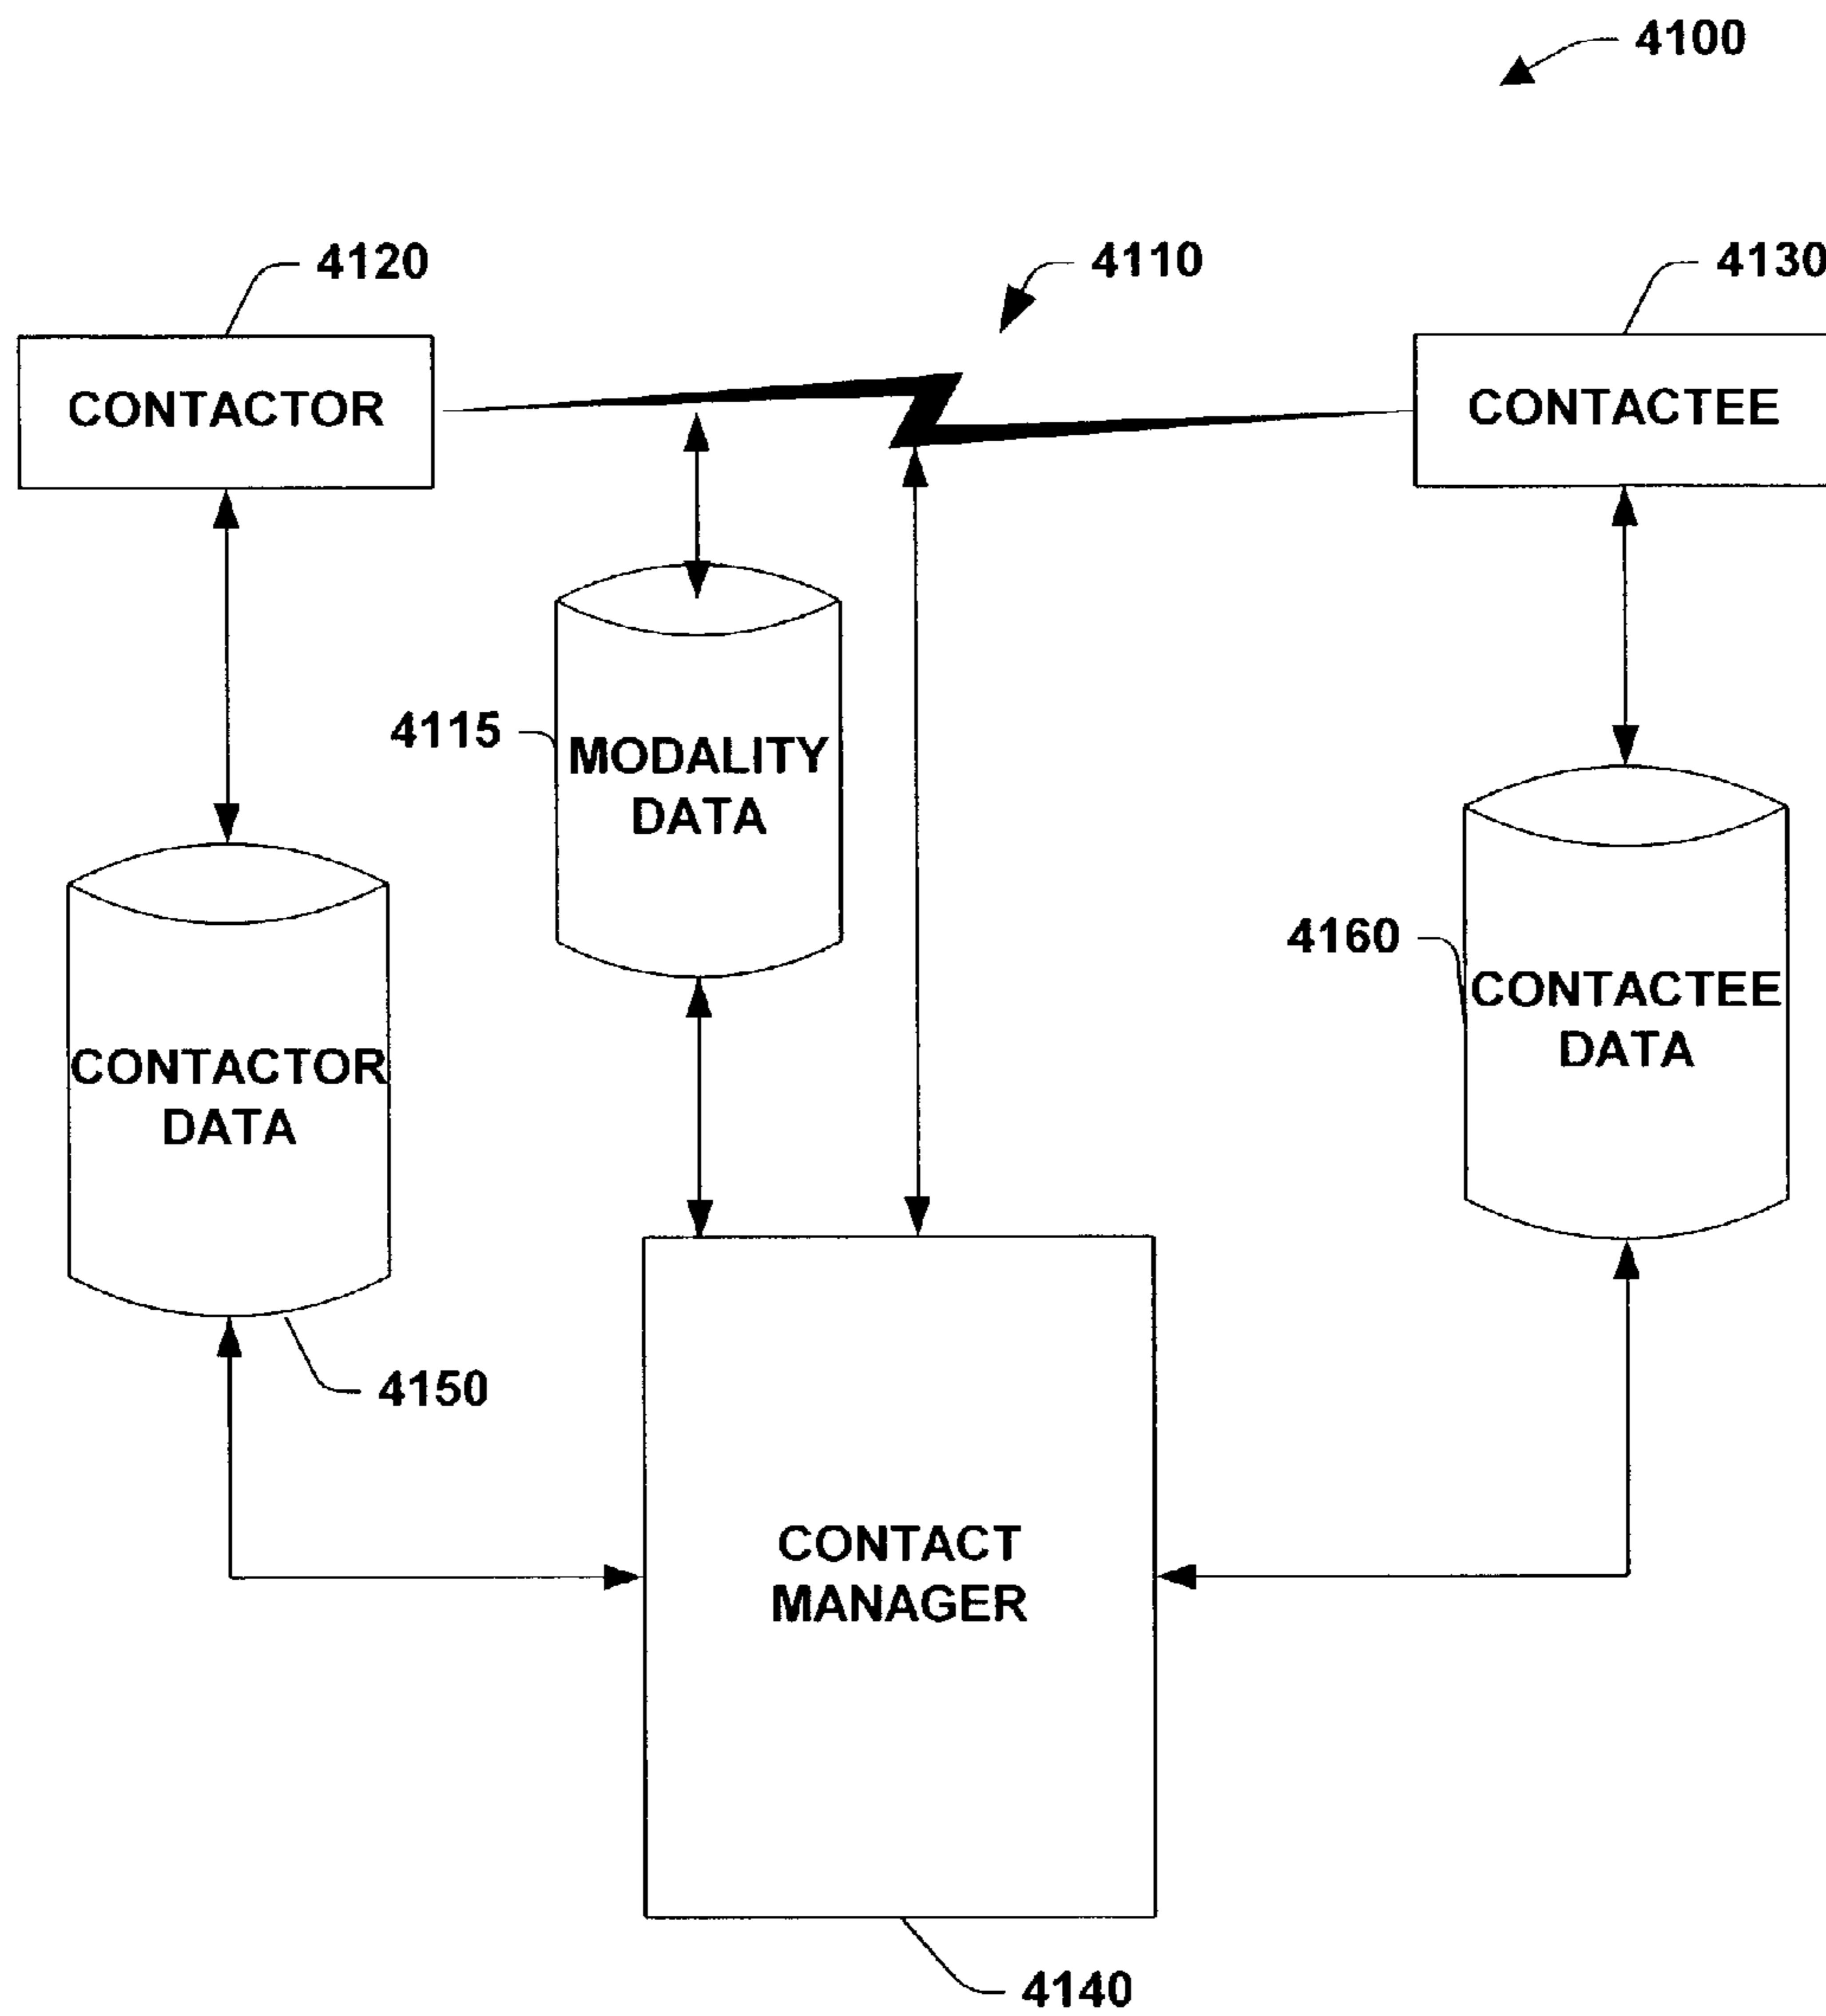 4100
4120
4110
4130
CONTACTOR
CONTACTEE
4115
MODALITY
DATA
4160
CONTACTEE
DATA
CONTACTOR
DATA
4150
CONTACT
MANAGER
4140